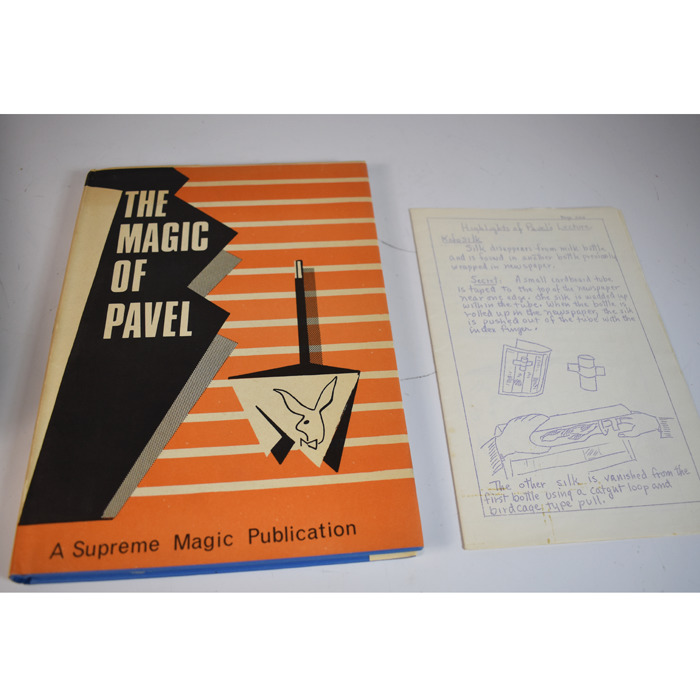 THE
MAGIC
OF
PAVEL
A Supreme Magic Publication
Highlights of Pavel's Lecture
Silk disappears from milk bottle
and is found in another bottle previously
wrapped in newspaper.
Secret: A small cardboard tube
is taped to the top of the newspaper
near one edge. The silk is wadded up
within the tube. When the bottle is
rolled up in the newspaper, the silk
is pushed out of the tube with the
index finger.
The other silk is vanished from the
first bottle using a catgut loop and
birdcage type pull.